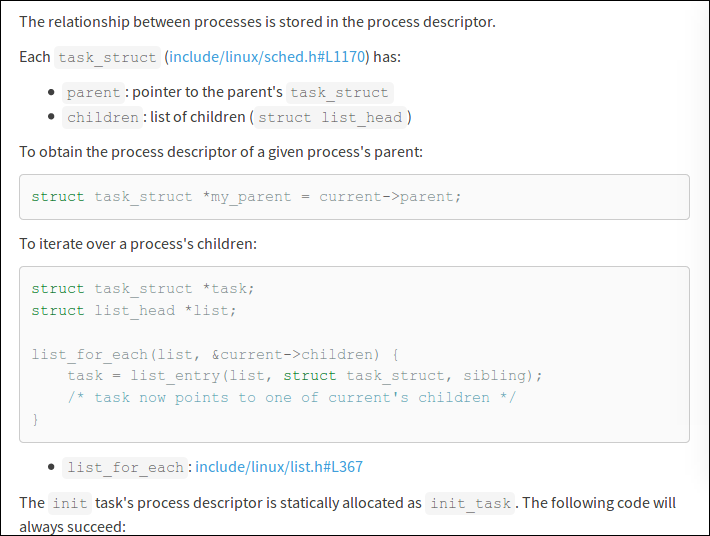 The relationship between processes is stored in the process descriptor.
Each task_struct (include/linux/sched.h#L1170) has:
• parent: pointer to the parent's task_struct
• children: list of children (struct list_head)
To obtain the process descriptor of a given process's parent:
struct task_struct *my_parent = current->parent;
To iterate over a process's children:
struct task_struct *task;
struct list_head *list;
list_for_each(list, &current->children) {
    task = list_entry(list, struct task_struct, sibling);
    /* task now points to one of current's children */
}
• list_for_each: include/linux/list.h#L367
The init task's process descriptor is statically allocated as init_task. The following code will
always succeed: